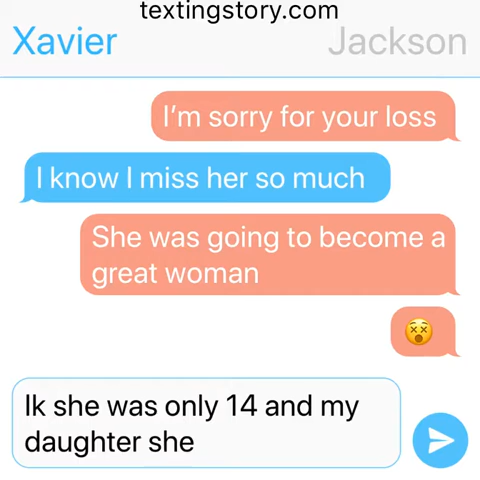 textingstory.com
Xavier Jackson
I'm sorry for your loss
I know I miss her so much
She was going to become a
great woman
😵
Ik she was only 14 and my
daughter she